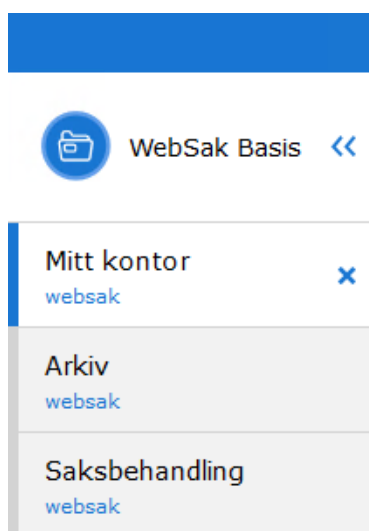 WebSak Basis
Mitt kontor
websak
Arkiv
websak
Saksbehandling
websak